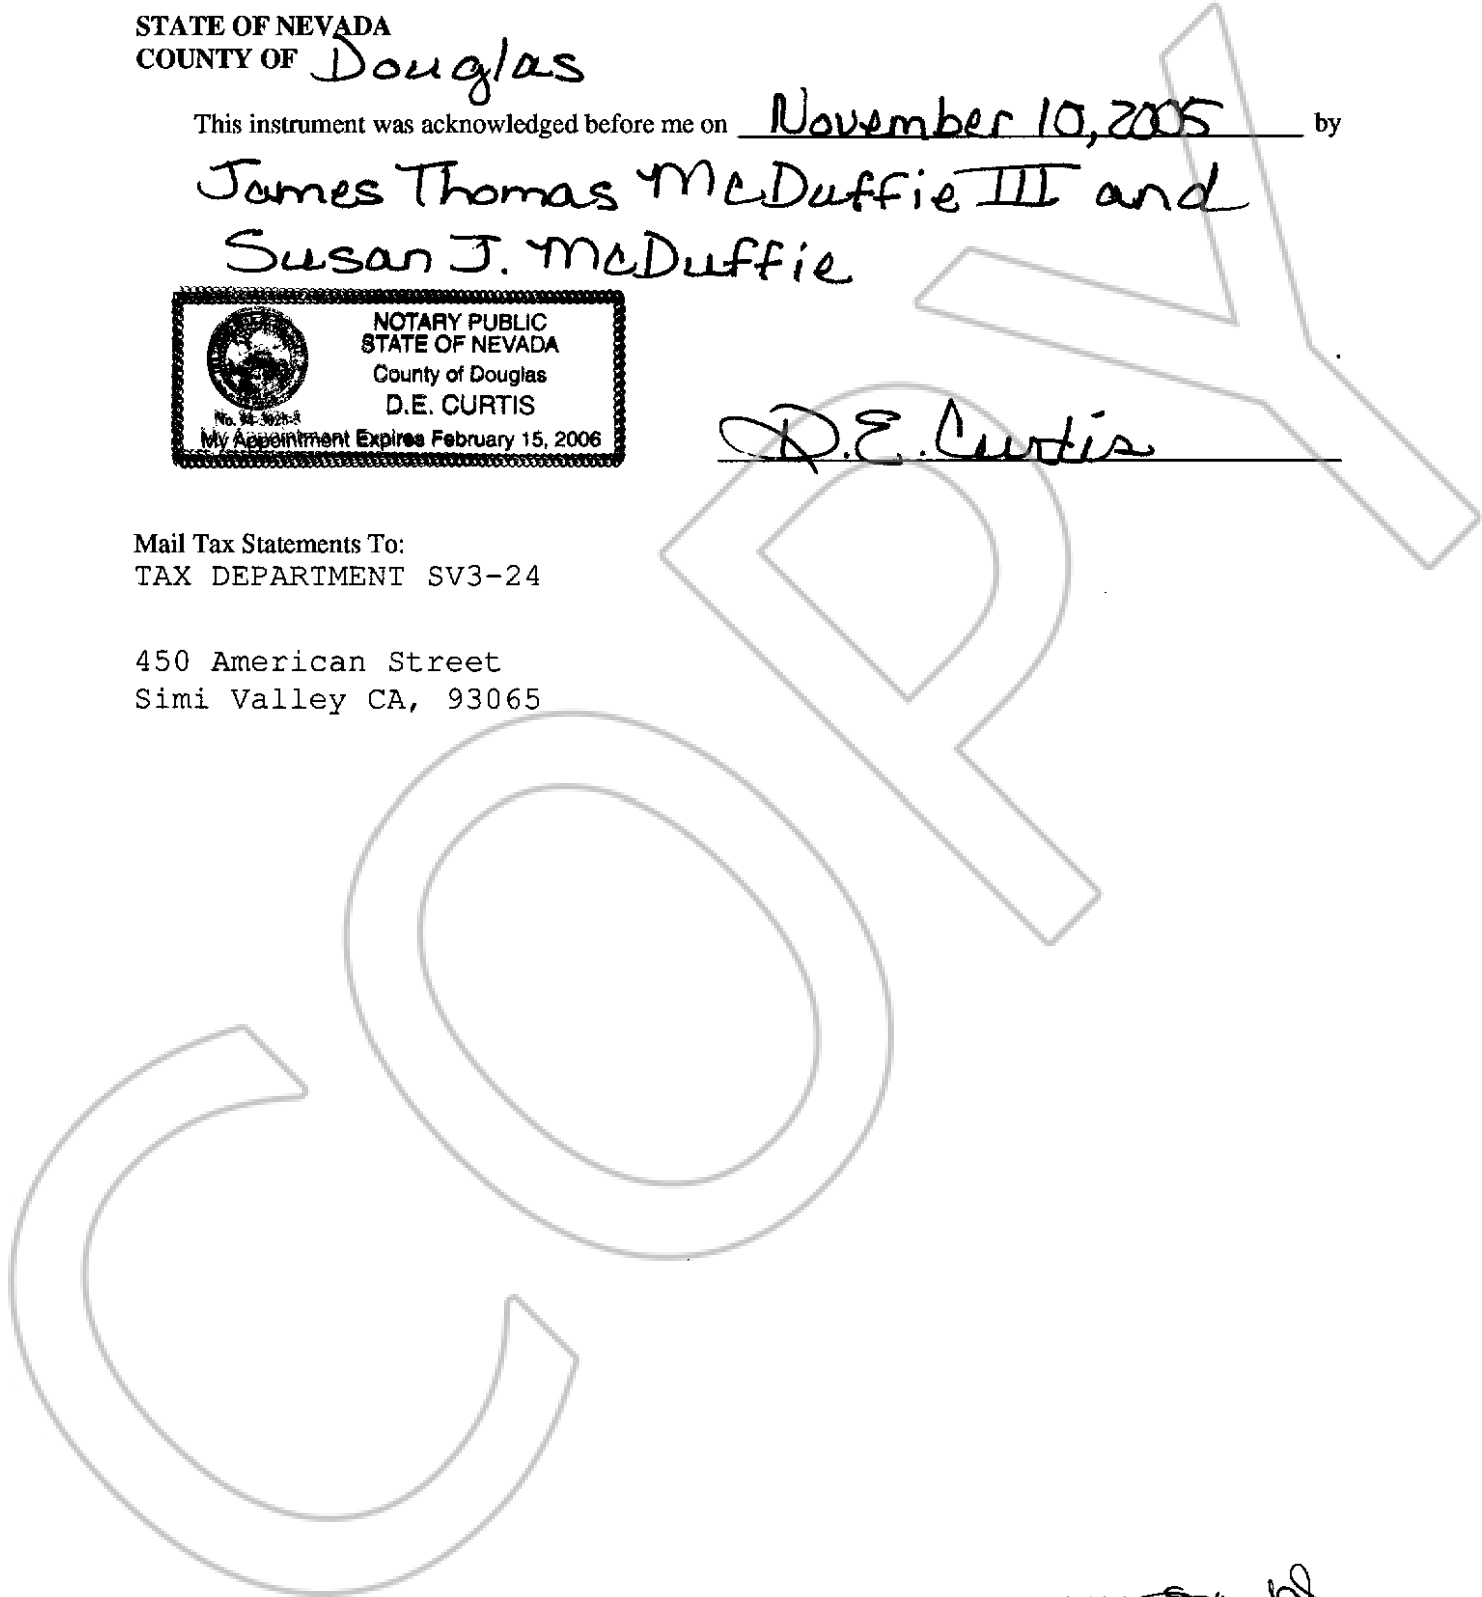 STATE OF NEVADA
COUNTY OF Douglas
This instrument was acknowledged before me on November 10, 2005 by
James Thomas McDuffie III and
Susan J. McDuffie
NOTARY PUBLIC
STATE OF NEVADA
County of Douglas
D.E. CURTIS
My Appointment Expires February 15, 2006
D.E. Curtis
Mail Tax Statements To:
TAX DEPARTMENT SV3-24
450 American Street
Simi Valley CA, 93065
COPY